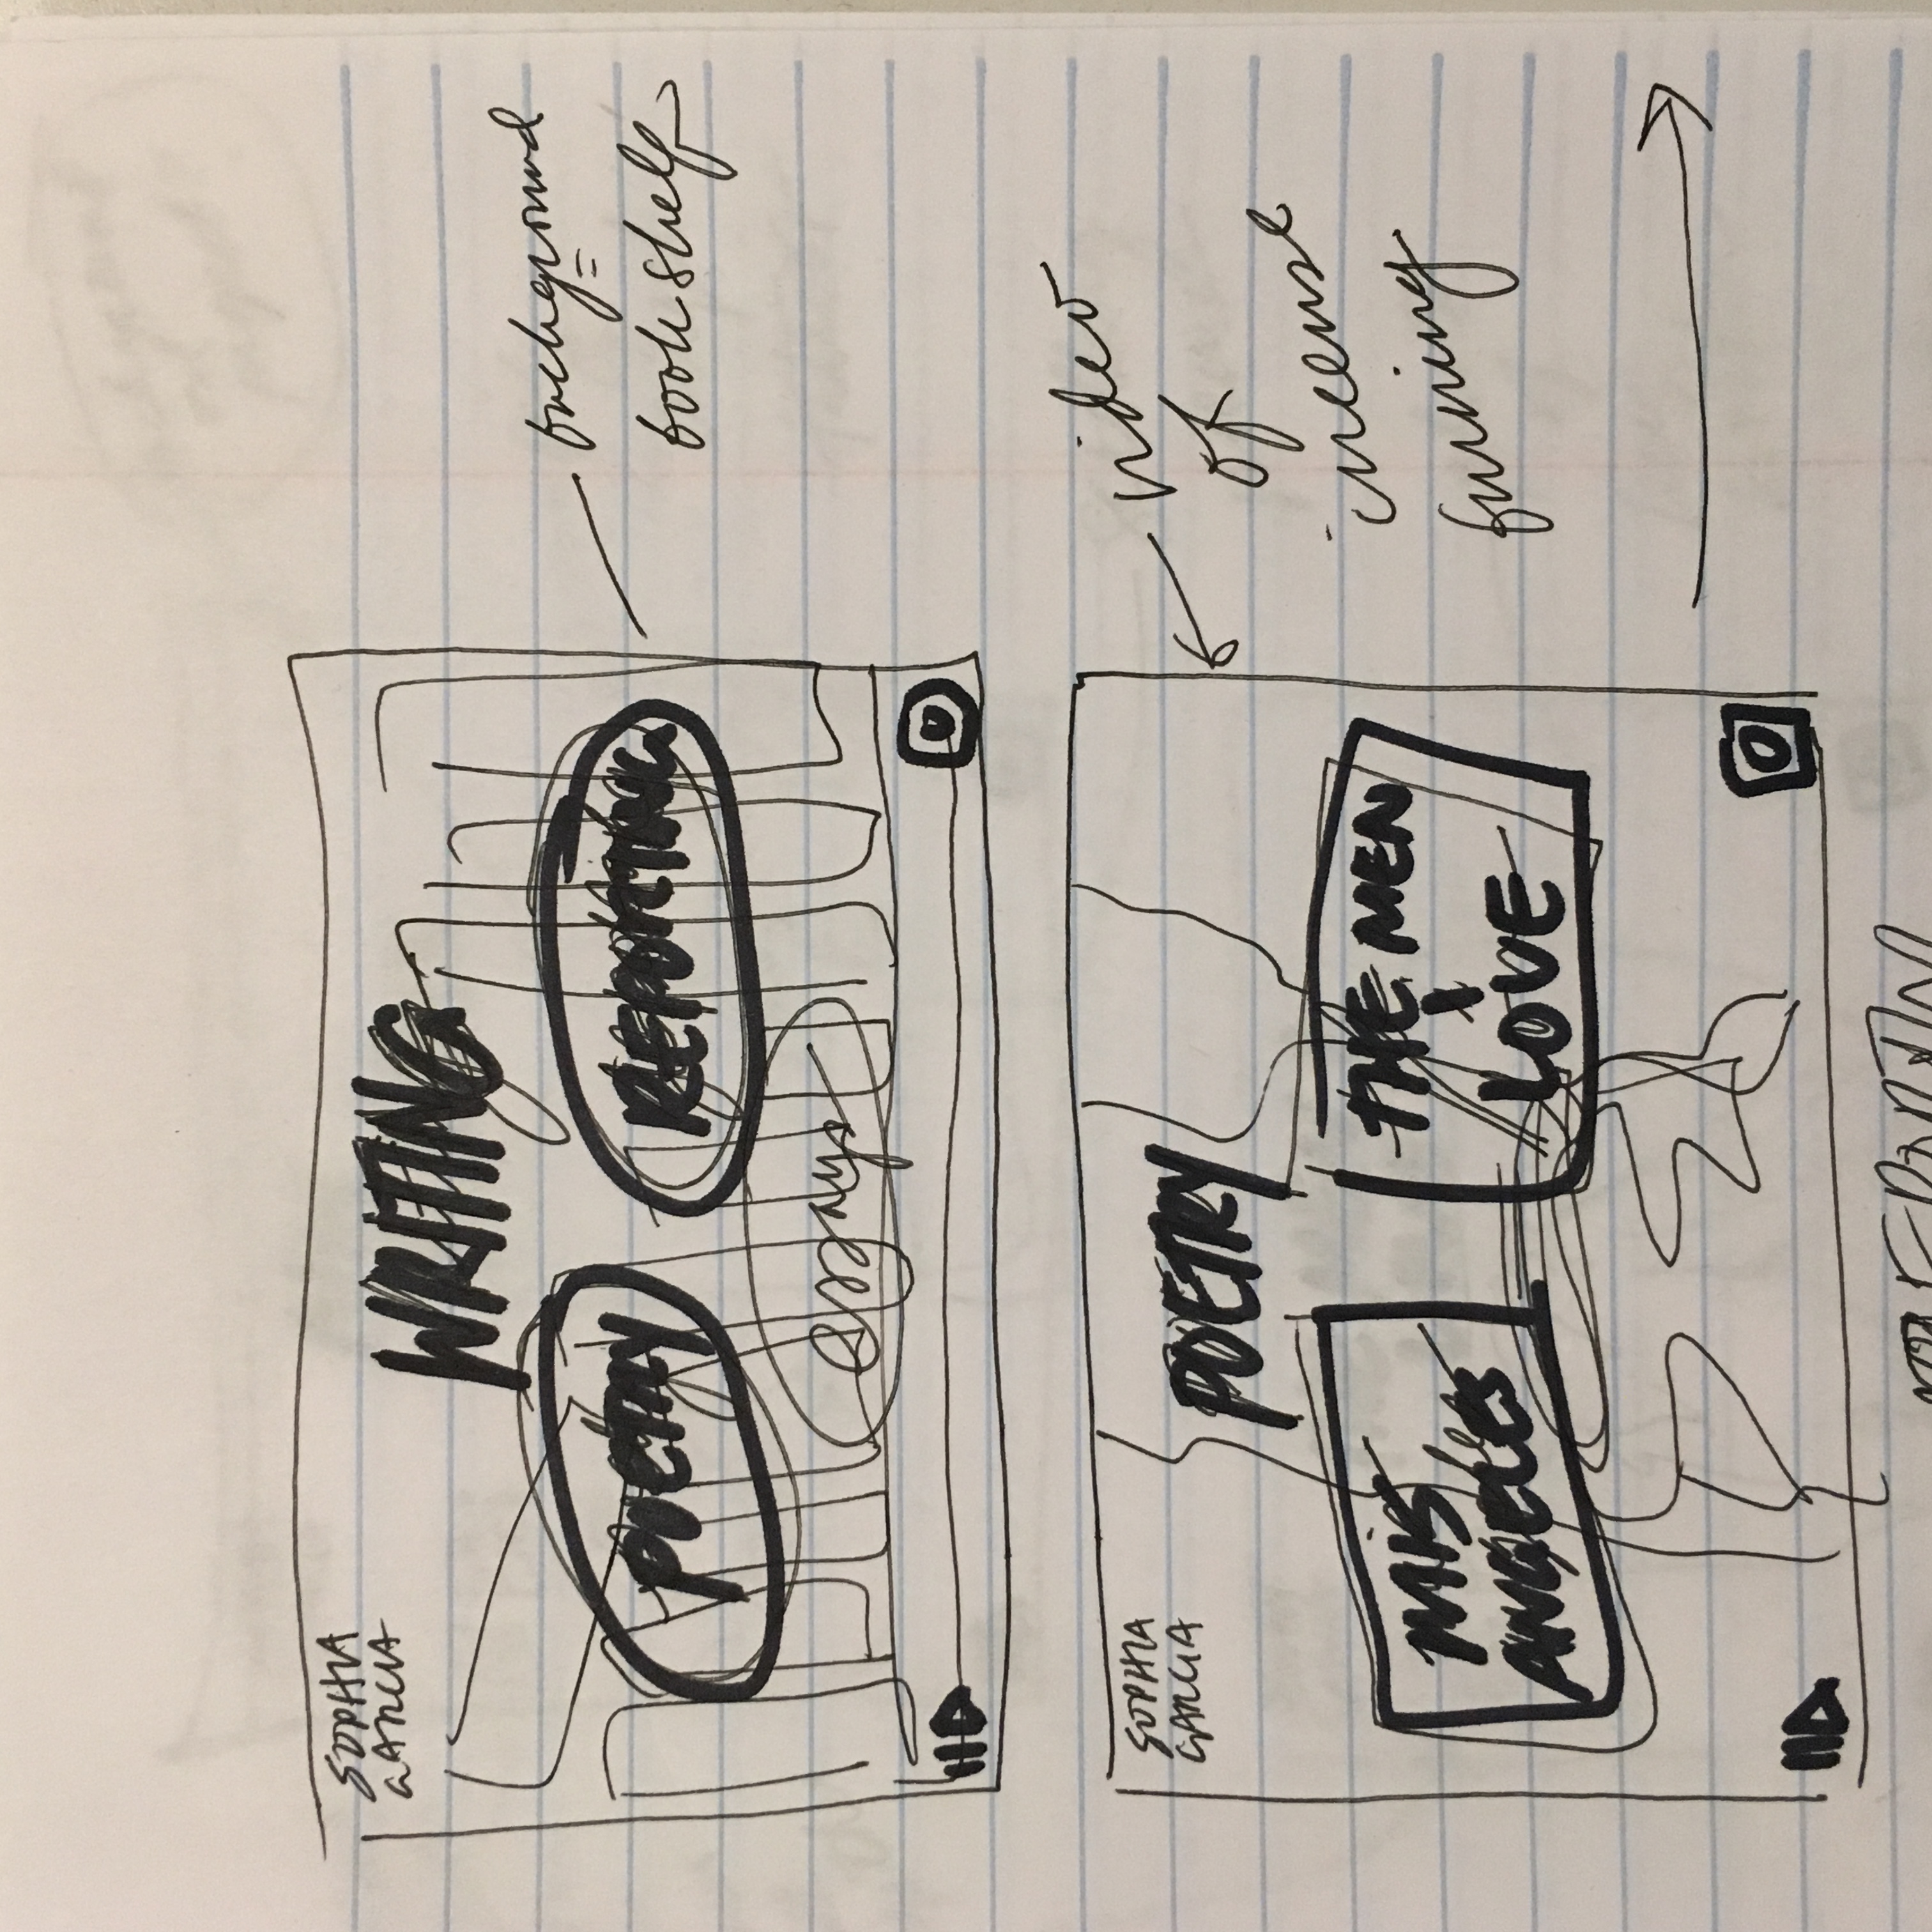 SOPHIA
GARCIA
WRITING
POETRY
REPORTING
essays
background
=
bookshelf
SOPHIA
GARCIA
POETRY
MIS
ANGELES
THE MEN
I
LOVE
video
of
incense
burning